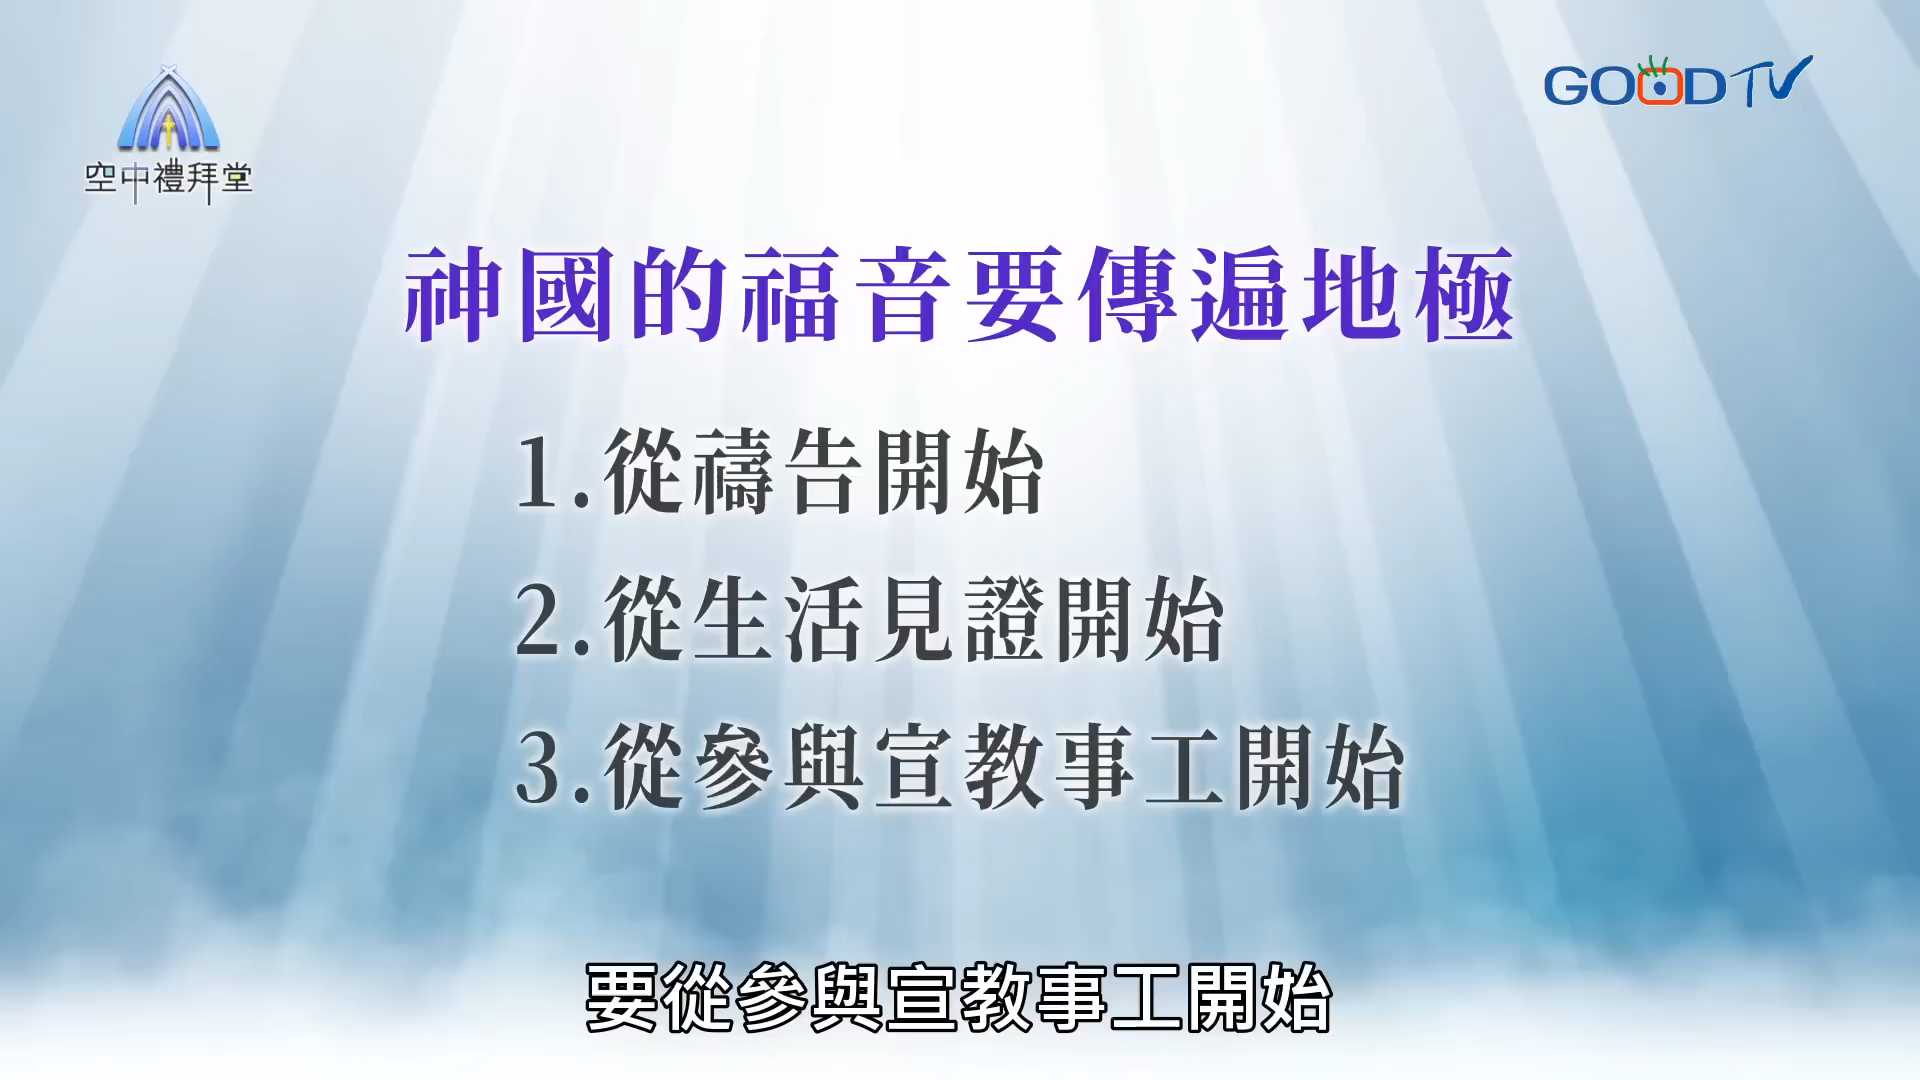 空中禮拜堂
GOODTV
神國的福音要傳遍地極
1.從禱告開始
2.從生活見證開始
3.從參與宣教事工開始
要從參與宣教事工開始